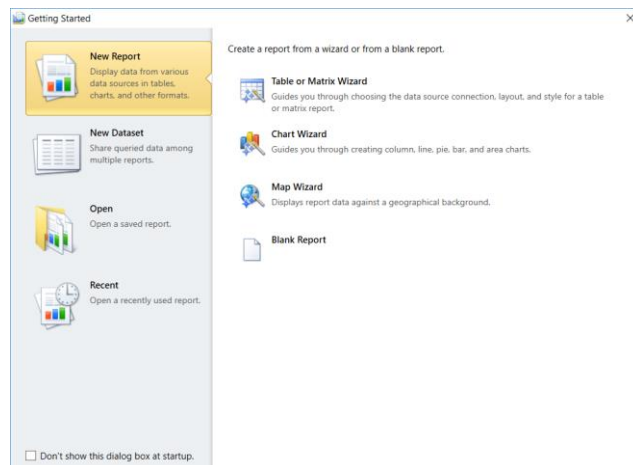 Getting Started
New Report
Display data from various
data sources in tables,
charts, and other formats.
New Dataset
Share queried data among
multiple reports.
Open
Open a saved report.
Recent
Open a recently used report.
Don't show this dialog box at startup.
Create a report from a wizard or from a blank report.
Table or Matrix Wizard
Guides you through choosing the data source connection, layout, and style for a table
or matrix report.
Chart Wizard
Guides you through creating column, line, pie, bar, and area charts.
Map Wizard
Displays report data against a geographical background.
Blank Report